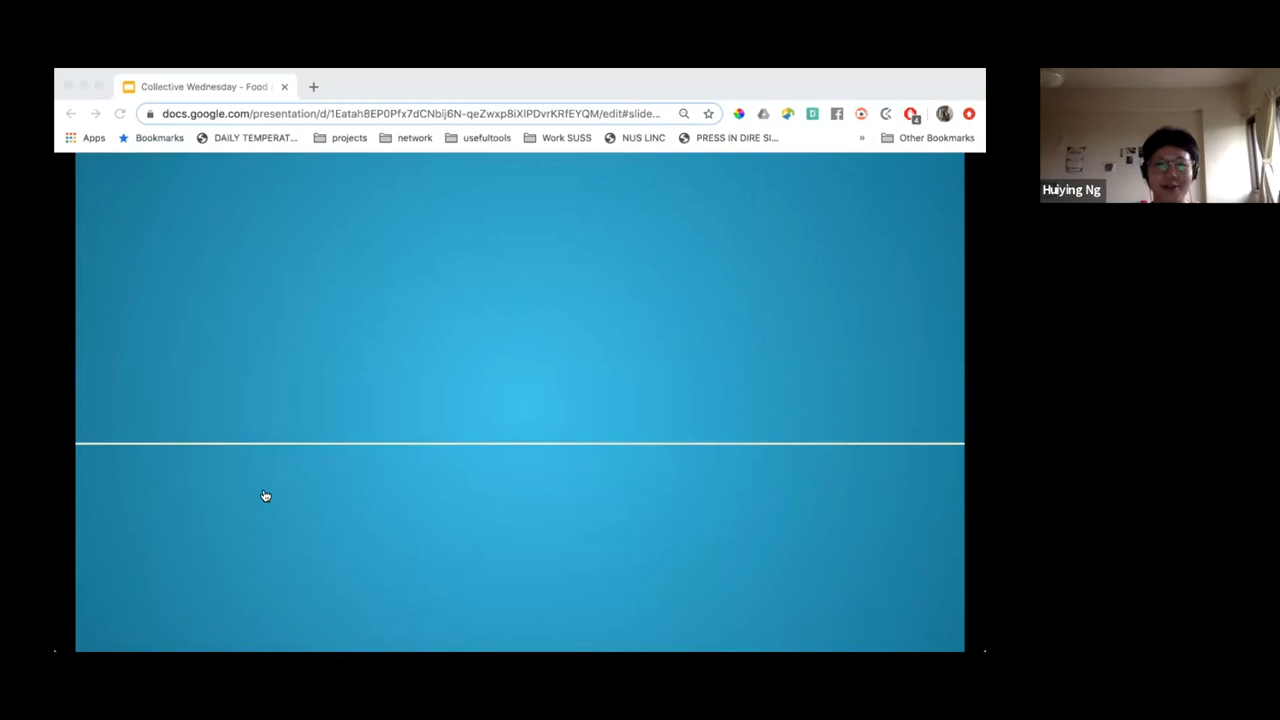 Collective Wednesday - Food
docs.google.com/presentation/d/1Eatah8EP0Pfx7dCNbij6N-qeZwxp8iXlPDvrKRfEYQM/edit#slide...
4
Apps Bookmarks DAILY TEMPERAT... projects network usefultools Work SUSS NUS LINC PRESS IN DIRE SI... » Other Bookmarks
Huiying Ng